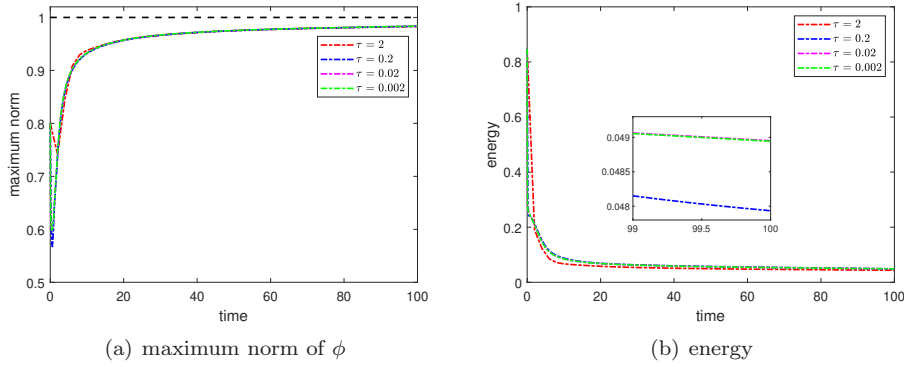 1
0.9
0.8
0.7
0.6
0.5
0
20
40
60
80
100
maximum norm
time
τ = 2
τ = 0.2
τ = 0.02
τ = 0.002
(a) maximum norm of ϕ
1
0.8
0.6
0.4
0.2
0
0
20
40
60
80
100
energy
time
τ = 2
τ = 0.2
τ = 0.02
τ = 0.002
0.049
0.0485
0.048
99
99.5
100
(b) energy